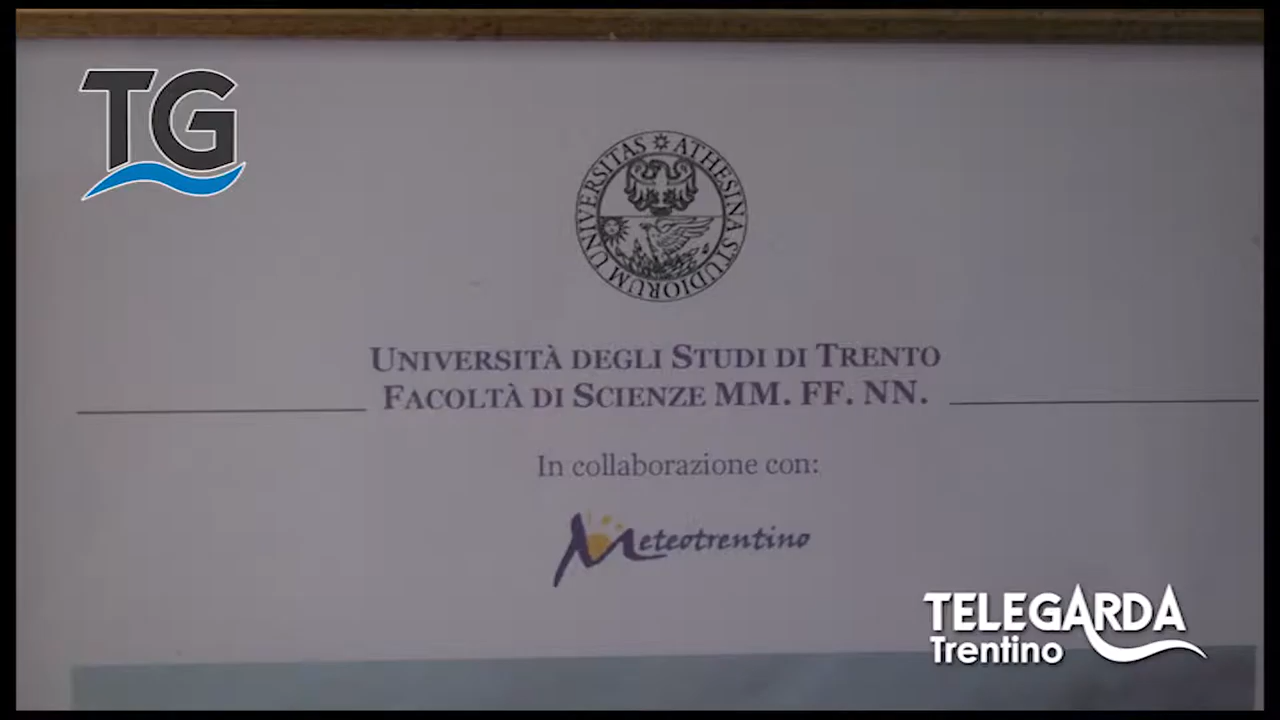 TG
UNIVERSITAS ATHESINA STUDIORUM
UNIVERSITÀ DEGLI STUDI DI TRENTO
FACOLTÀ DI SCIENZE MM. FF. NN.
In collaborazione con:
Meteotrentino
TELEGARDA
Trentino